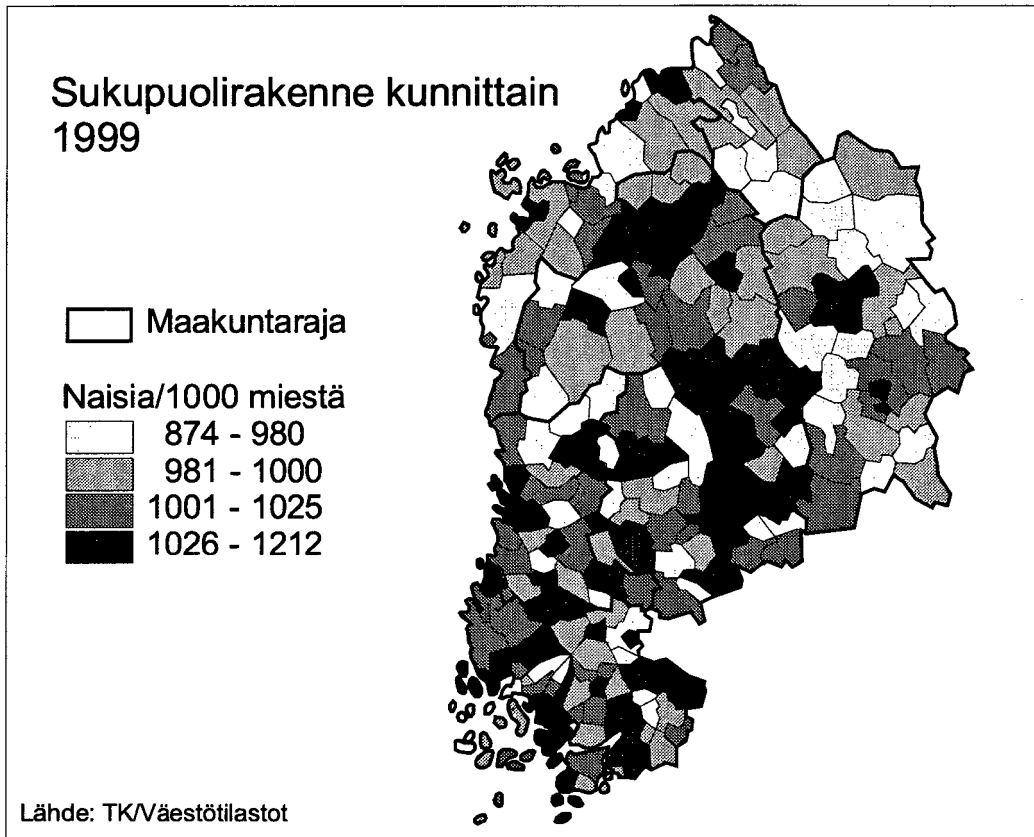 Sukupuolirakenne kunnittain
1999
Maakuntaraja
Naisia/1000 miestä
874 - 980
981 - 1000
1001 - 1025
1026 - 1212
Lähde: TK/Väestötilastot